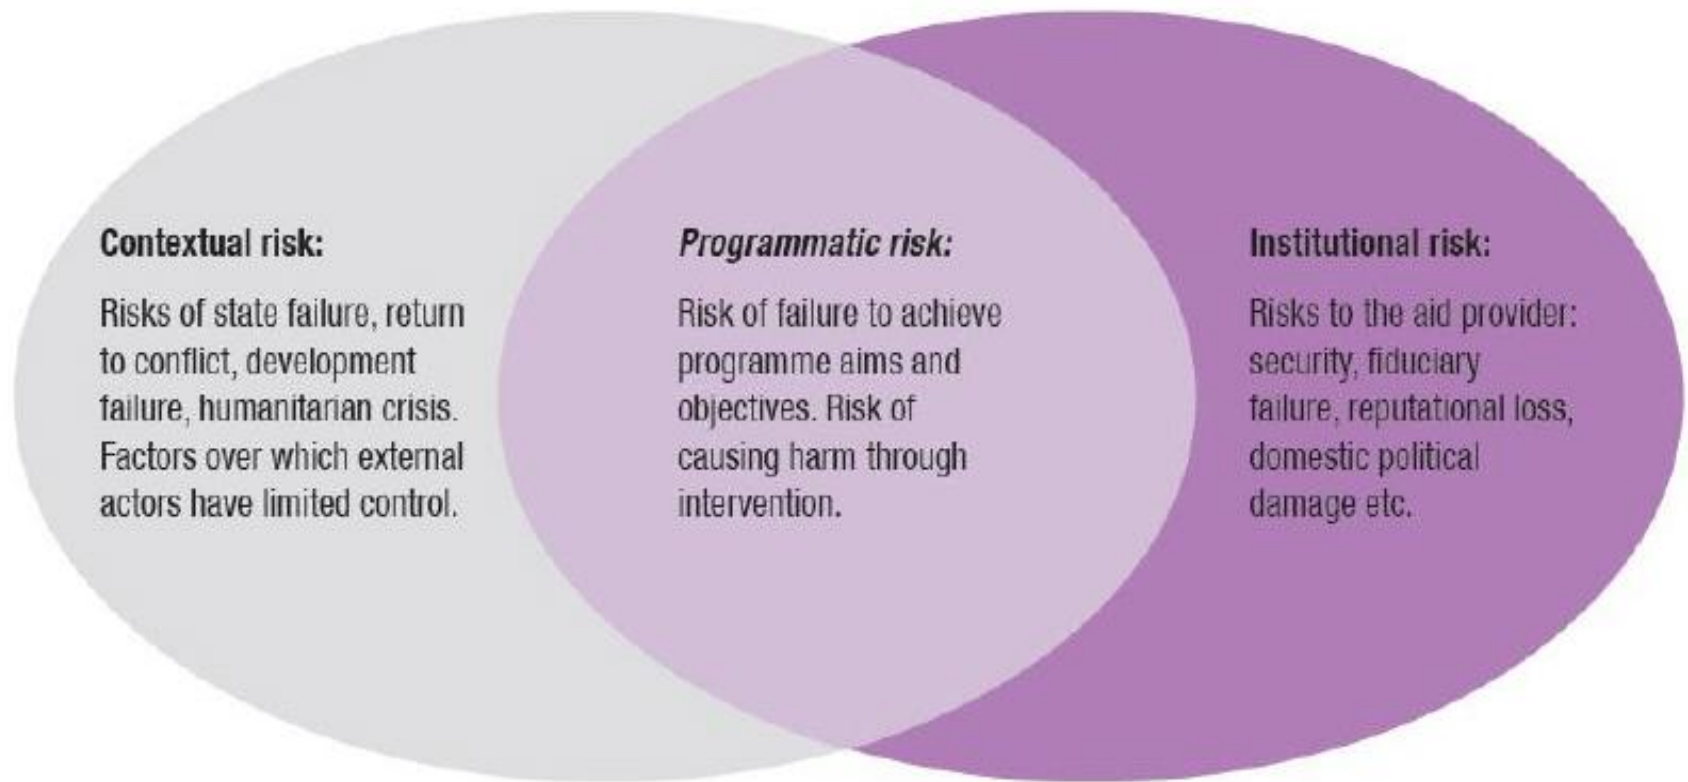 Contextual risk:
Risks of state failure, return
to conflict, development
failure, humanitarian crisis.
Factors over which external
actors have limited control.
Programmatic risk:
Risk of failure to achieve
programme aims and
objectives. Risk of
causing harm through
intervention.
Institutional risk:
Risks to the aid provider:
security, fiduciary
failure, reputational loss,
domestic political
damage etc.